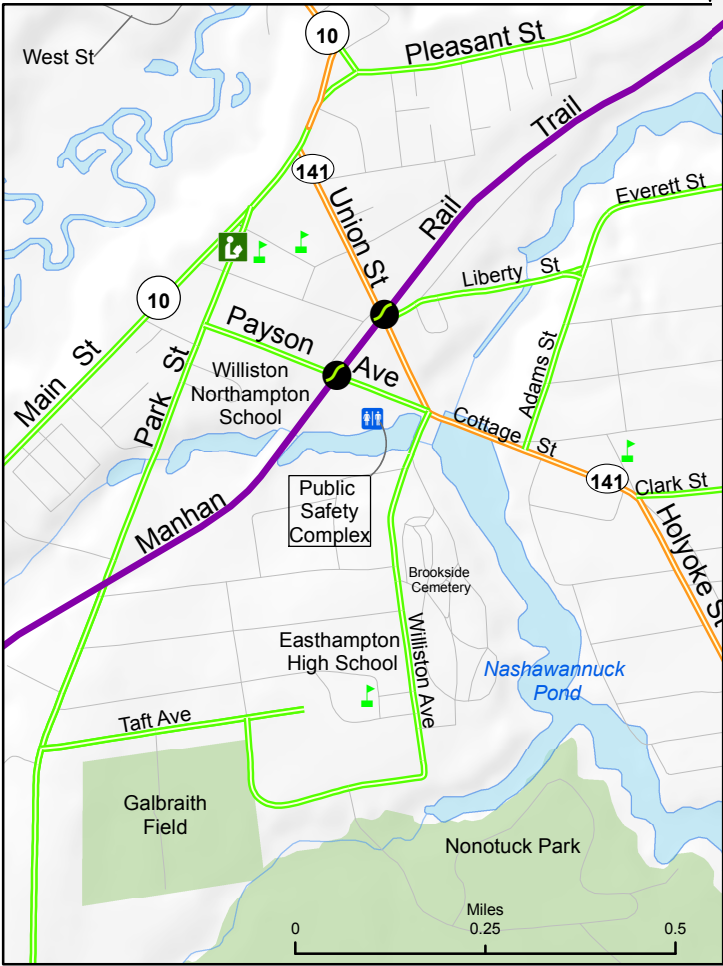 West St
10
Pleasant St
Trail
141
Union St
Rail
Everett St
Liberty St
10
Payson
Ave
Main St
Park St
Williston
Northampton
School
Adams St
Cottage St
141
Clark St
Public
Safety
Complex
Manhan
Holyoke St
Brookside
Cemetery
Easthampton
High School
Williston Ave
Nashawannuck
Pond
Taft Ave
Galbraith
Field
Nonotuck Park
Miles
0 0.25 0.5